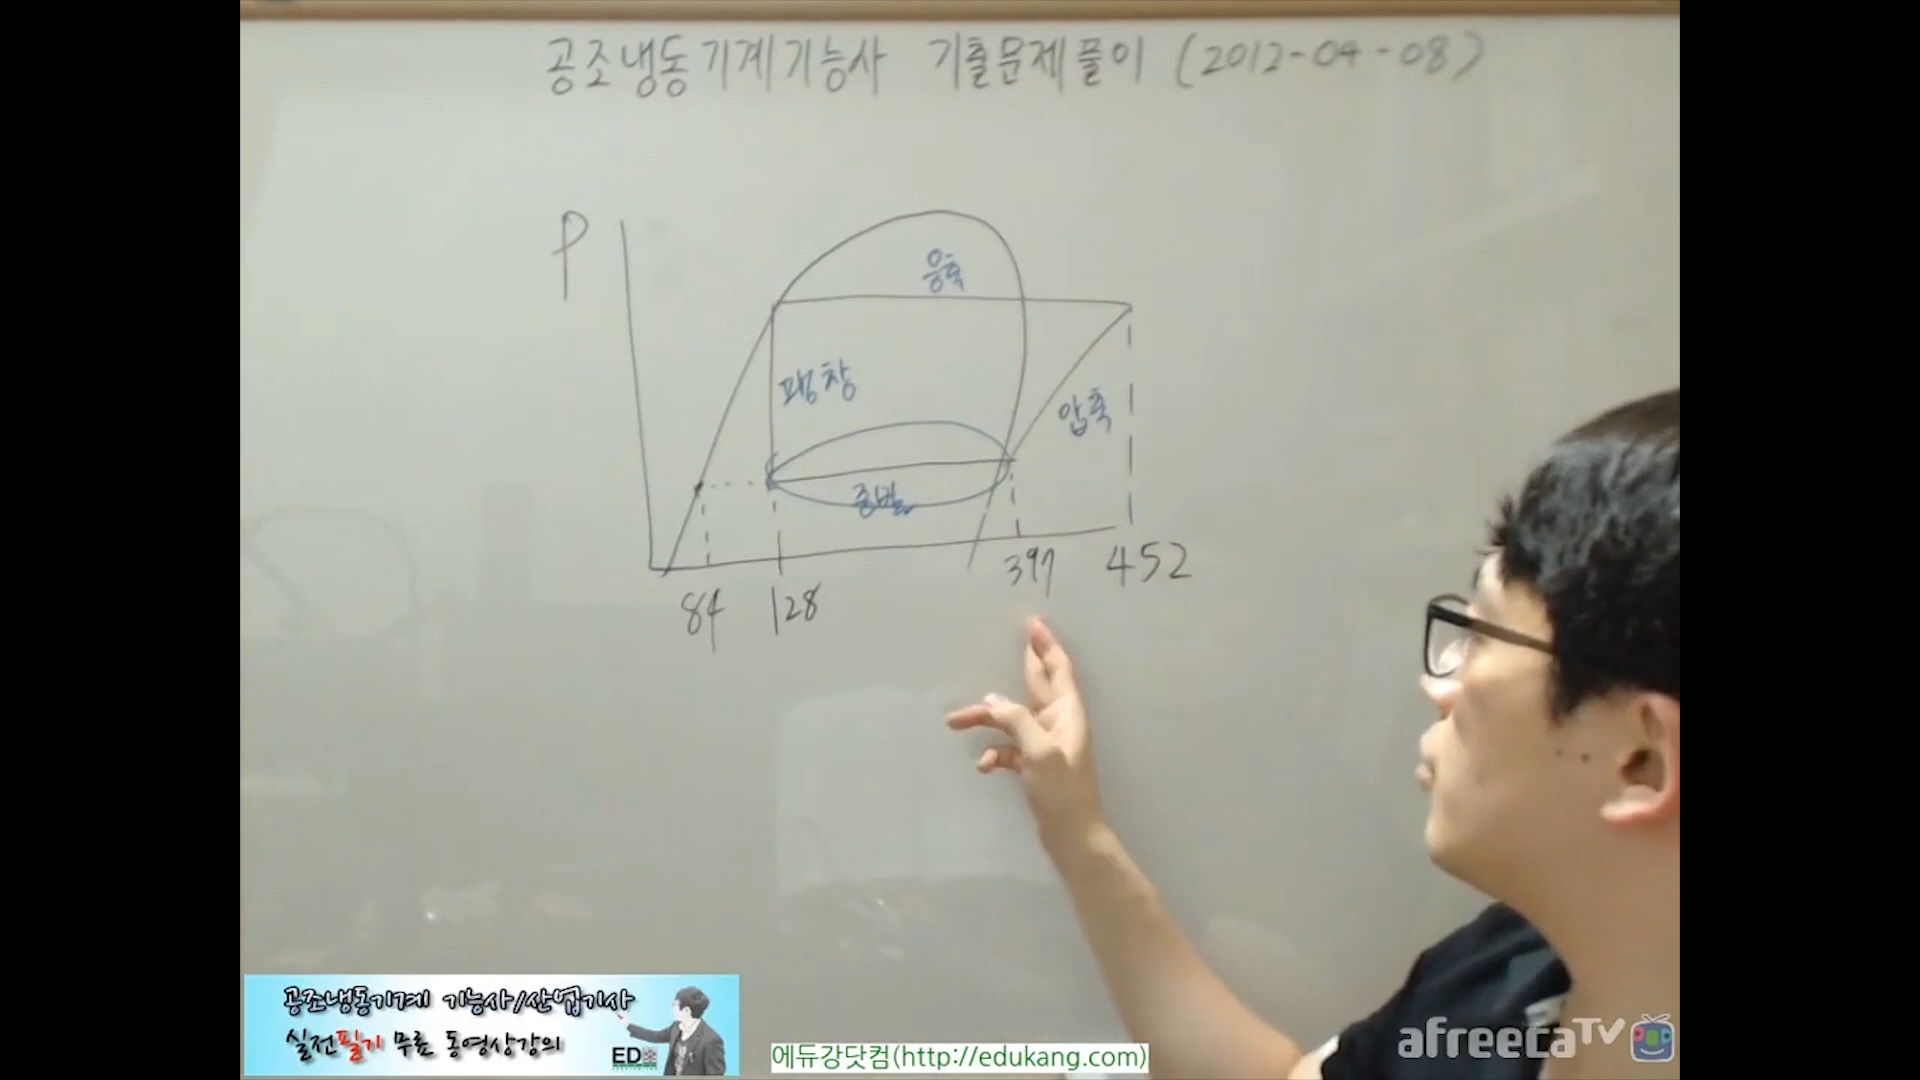 공조냉동기계기능사 기출문제풀이 (2012-04-08)
P
응축
팽창
압축
증발
84 128 397 452
공조냉동기계 기능사/산업기사
실전필기 무료 동영상강의
EDU
에듀강닷컴(http://edukang.com)
afreecaTV